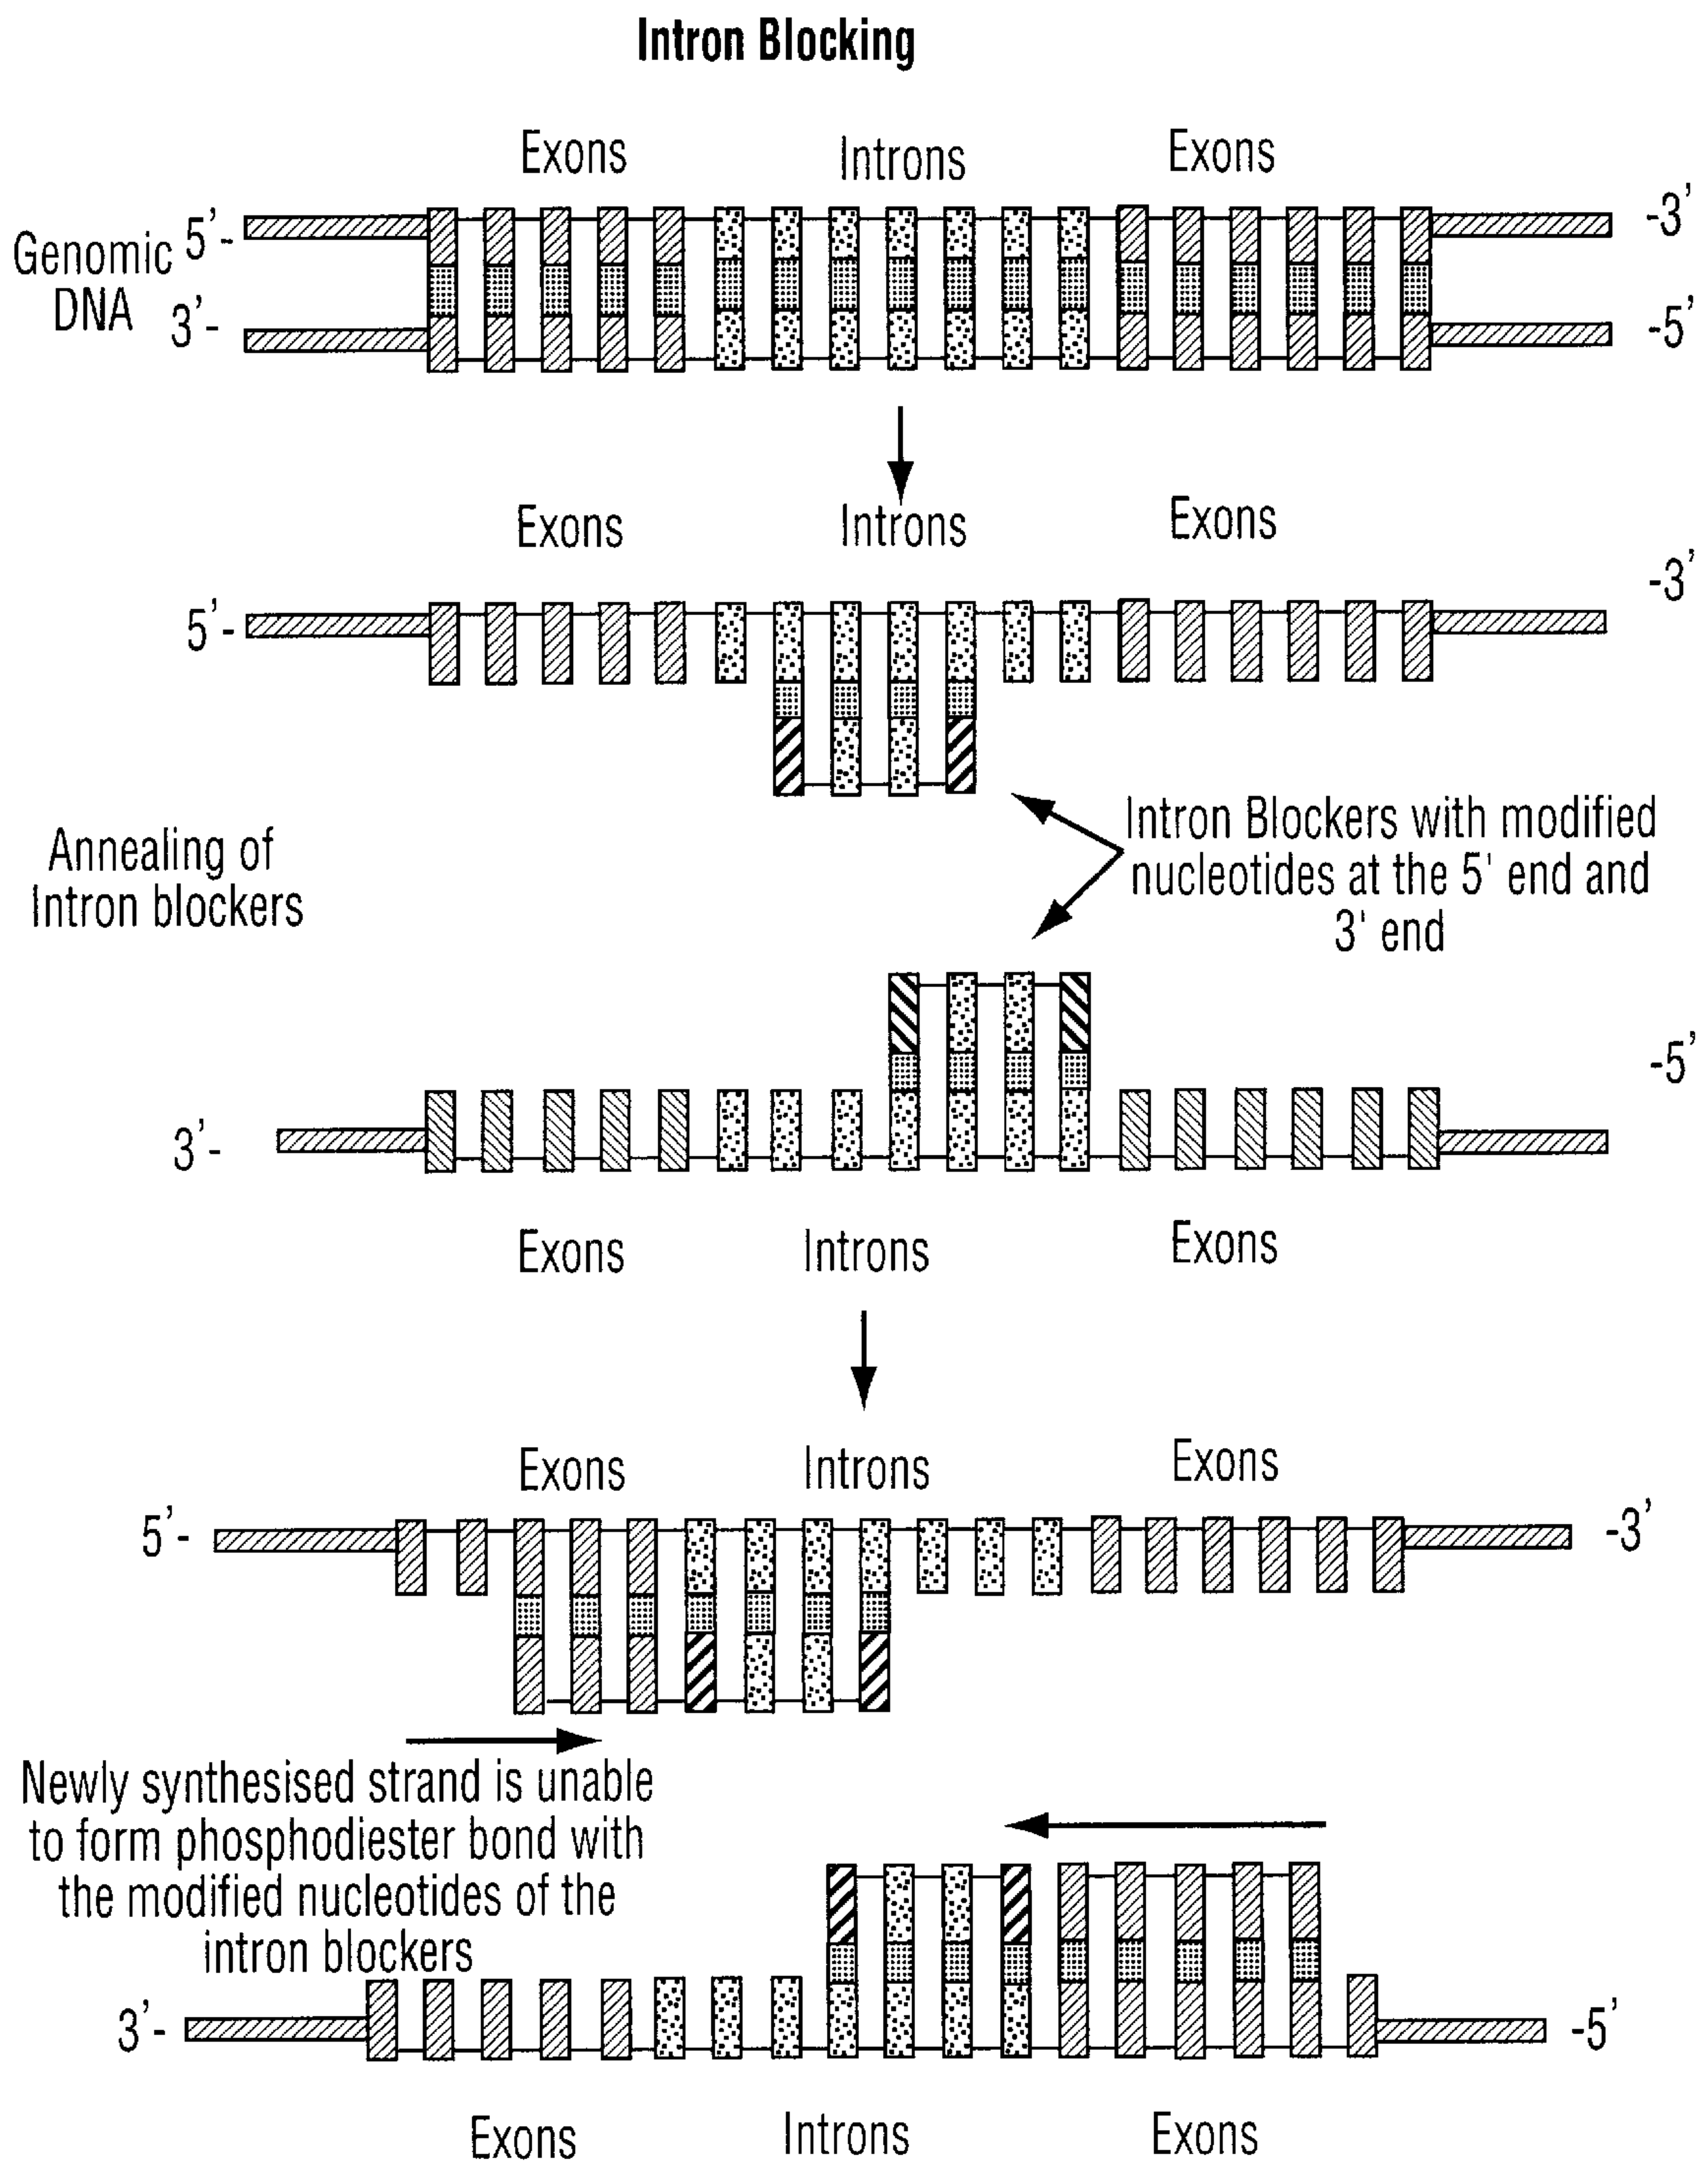 Intron Blocking
Exons Introns Exons
5'- -3'
Genomic
DNA
3'- -5'
Exons Introns Exons
-3'
5'-
Intron Blockers with modified
nucleotides at the 5' end and
3' end
Annealing of
Intron blockers
-5'
3'-
Exons Introns Exons
Exons Introns Exons
5'- -3'
Newly synthesised strand is unable
to form phosphodiester bond with
the modified nucleotides of the
intron blockers
3'- -5'
Exons Introns Exons